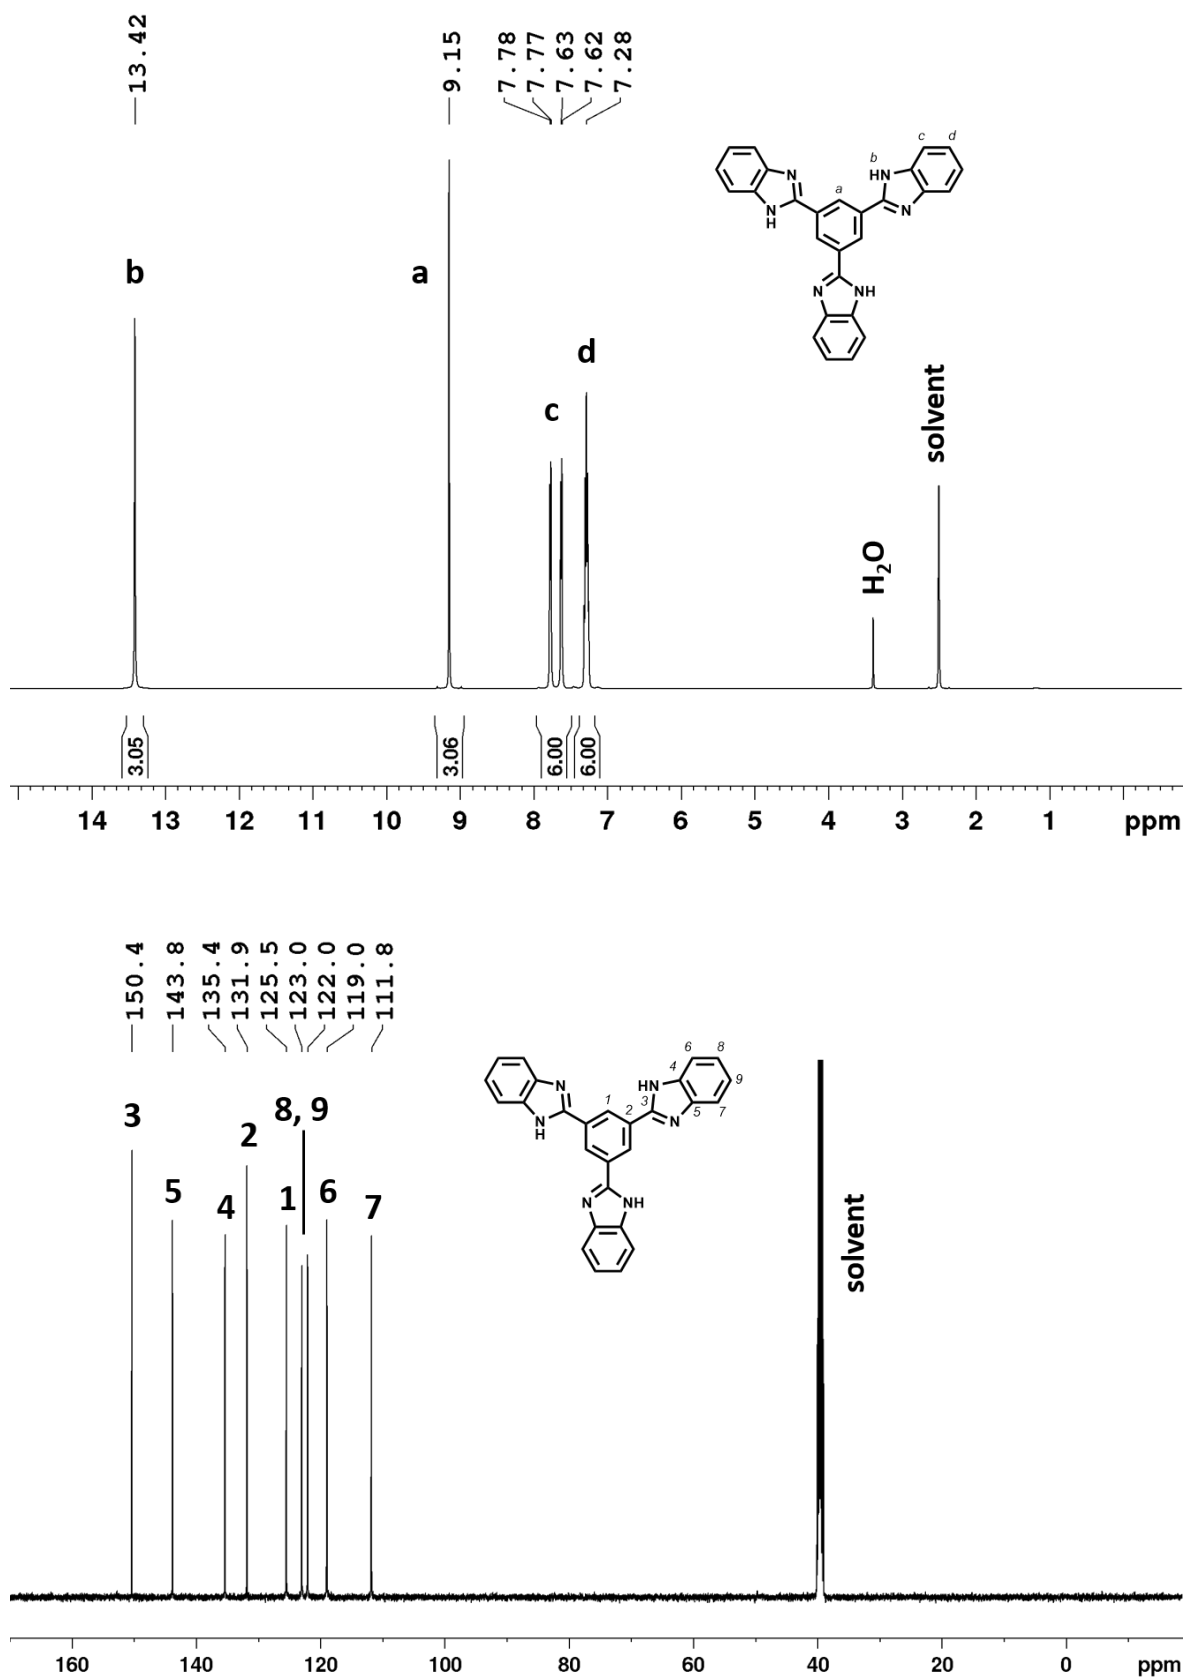 13.42
9.15
7.78
7.77
7.63
7.62
7.28
c d
b
HN
N
a
N
H
N
N
NH
b
a
d
c
solvent
H₂O
3.05
3.06
6.00
6.00
14 13 12 11 10 9 8 7 6 5 4 3 2 1 ppm
150.4
143.8
135.4
131.9
125.5
123.0
122.0
119.0
111.8
6 8
4 9
HN
N
1 3
2 5 7
N
H
N
N
NH
3
8, 9
2
5
4
1
6
7
solvent
160 140 120 100 80 60 40 20 0 ppm